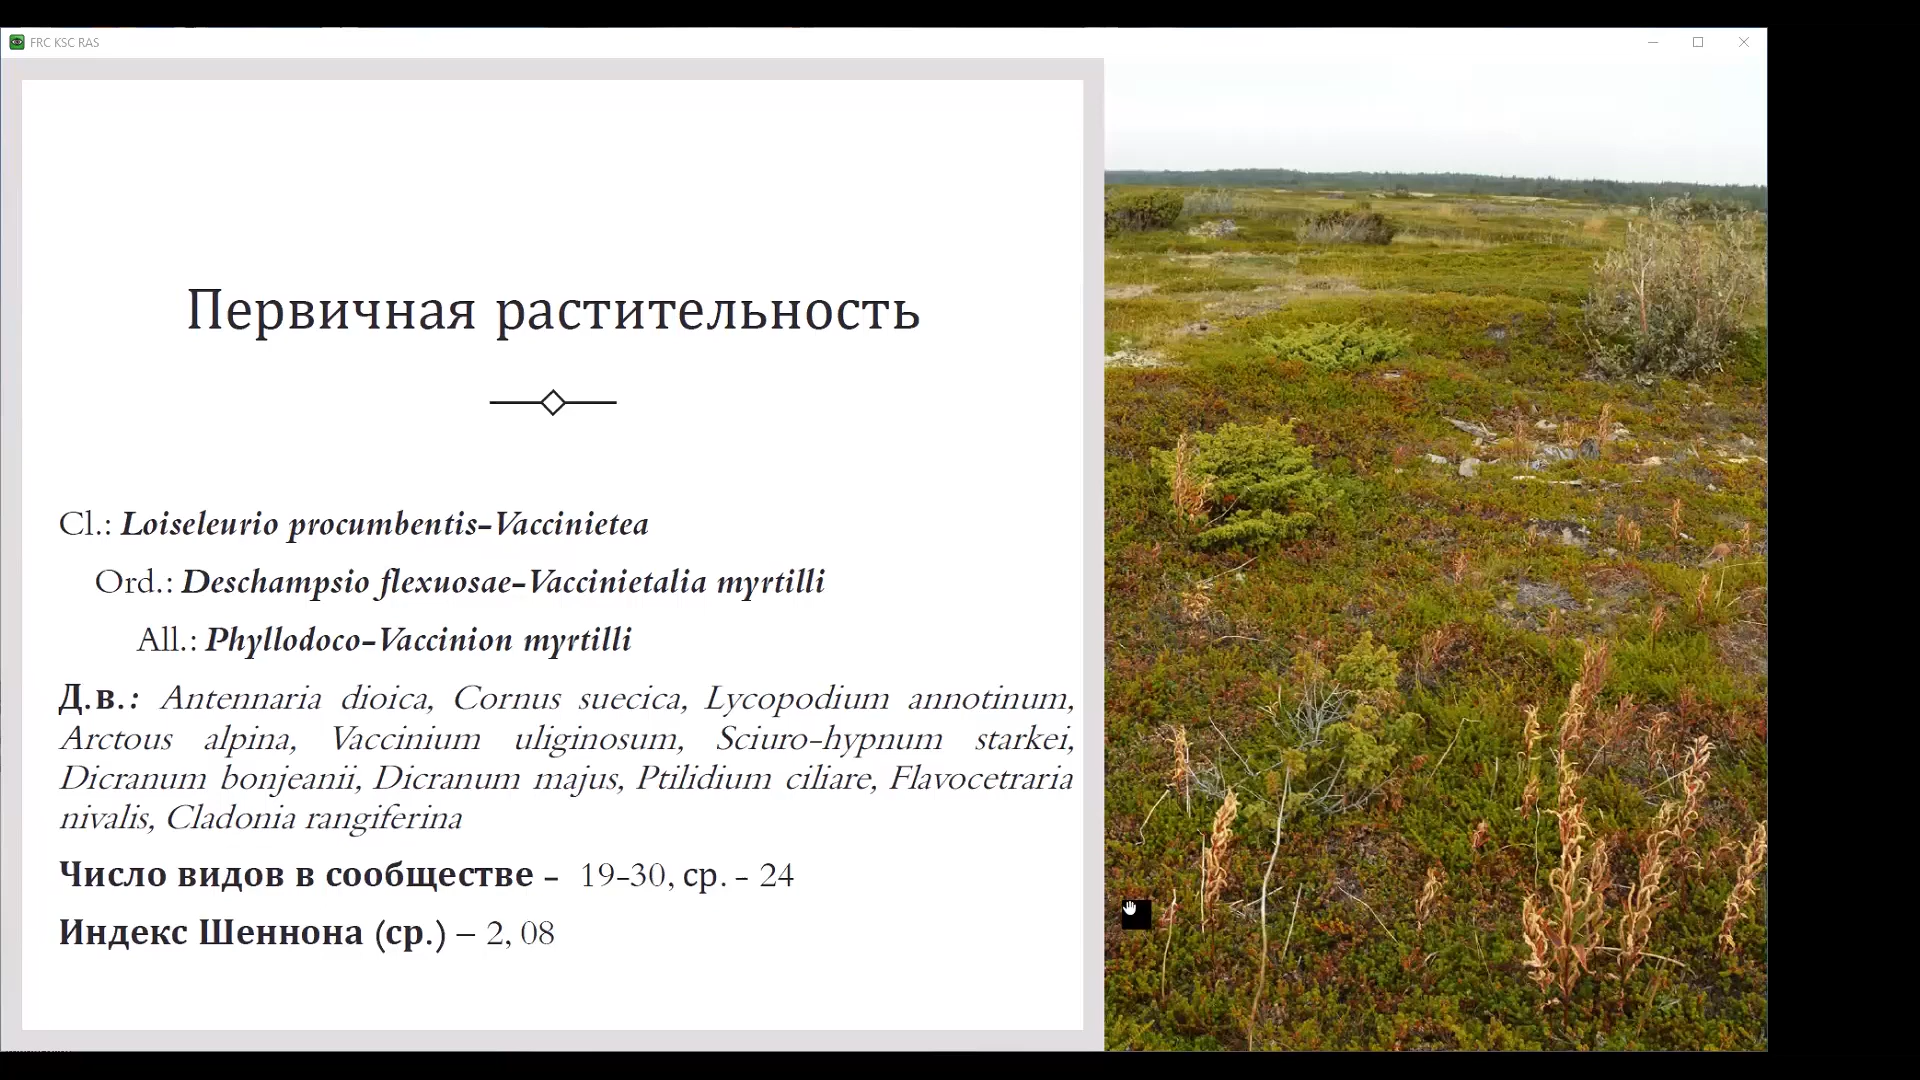 FRC KSC RAS
Первичная растительность
Cl.: Loiseleurio procumbentis-Vaccinietea
Ord.: Deschampsio flexuosae-Vaccinietalia myrtilli
All.: Phyllodoco-Vaccinion myrtilli
Д.в.: Antennaria dioica, Cornus suecica, Lycopodium annotinum,
Arctous alpina, Vaccinium uliginosum, Sciuro-hypnum starkei,
Dicranum bonjeanii, Dicranum majus, Ptilidium ciliare, Flavocetraria
nivalis, Cladonia rangiferina
Число видов в сообществе - 19-30, ср. - 24
Индекс Шеннона (ср.) – 2, 08